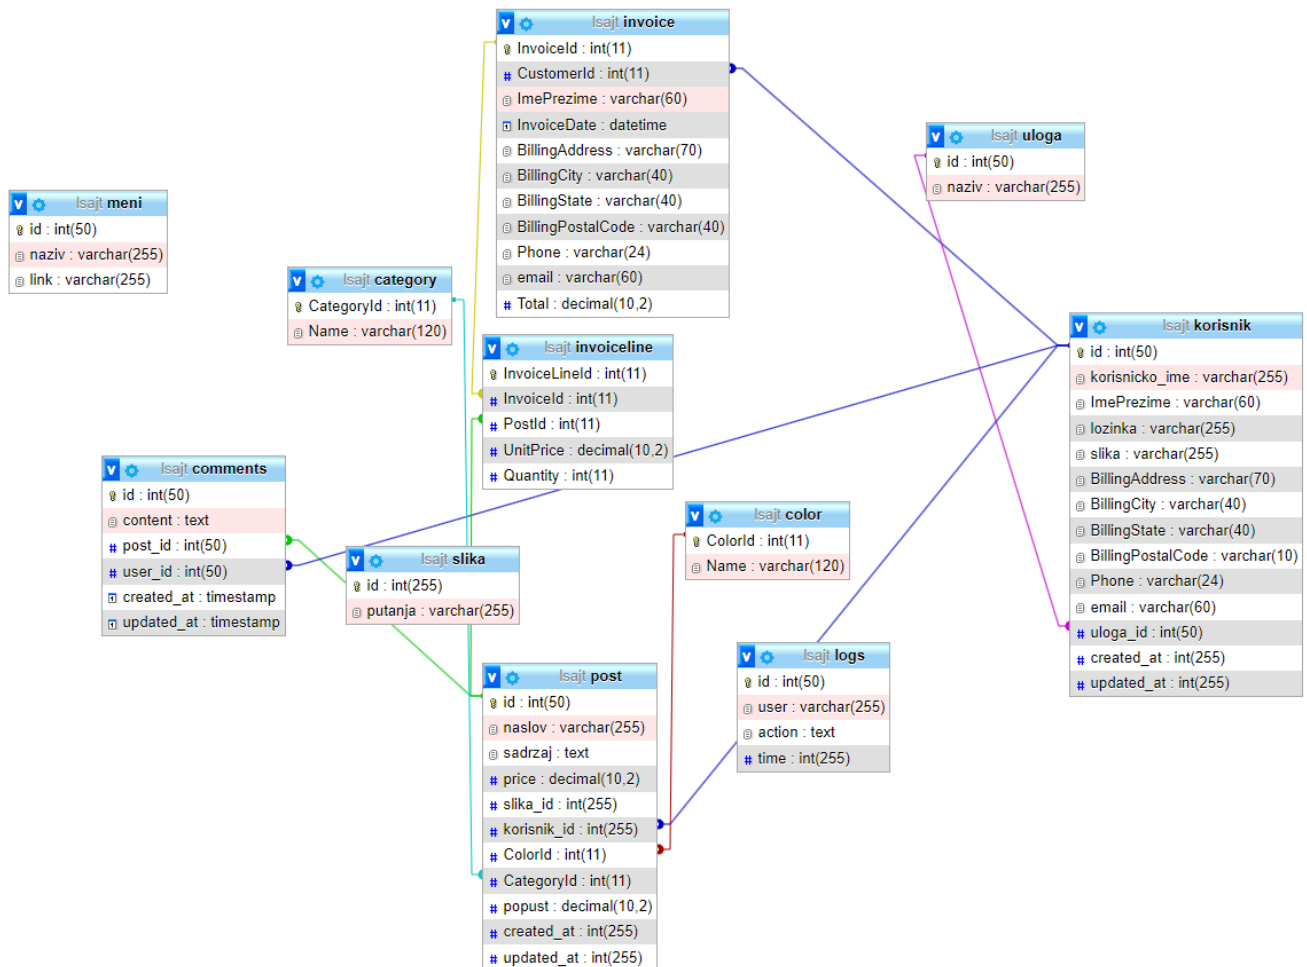 lsajt invoice
InvoiceId : int(11)
CustomerId : int(11)
ImePrezime : varchar(60)
InvoiceDate : datetime
BillingAddress : varchar(70)
BillingCity : varchar(40)
BillingState : varchar(40)
BillingPostalCode : varchar(40)
Phone : varchar(24)
email : varchar(60)
Total : decimal(10,2)
lsajt uloga
id : int(50)
naziv : varchar(255)
lsajt meni
id : int(50)
naziv : varchar(255)
link : varchar(255)
lsajt category
CategoryId : int(11)
Name : varchar(120)
lsajt korisnik
id : int(50)
korisnicko_ime : varchar(255)
ImePrezime : varchar(60)
lozinka : varchar(255)
slika : varchar(255)
BillingAddress : varchar(70)
BillingCity : varchar(40)
BillingState : varchar(40)
BillingPostalCode : varchar(10)
Phone : varchar(24)
email : varchar(60)
uloga_id : int(50)
created_at : int(255)
updated_at : int(255)
lsajt invoiceline
InvoiceLineId : int(11)
InvoiceId : int(11)
PostId : int(11)
UnitPrice : decimal(10,2)
Quantity : int(11)
lsajt comments
id : int(50)
content : text
post_id : int(50)
user_id : int(50)
created_at : timestamp
updated_at : timestamp
lsajt color
ColorId : int(11)
Name : varchar(120)
lsajt slika
id : int(255)
putanja : varchar(255)
lsajt logs
id : int(50)
user : varchar(255)
action : text
time : int(255)
lsajt post
id : int(50)
naslov : varchar(255)
sadrzaj : text
price : decimal(10,2)
slika_id : int(255)
korisnik_id : int(255)
ColorId : int(11)
CategoryId : int(11)
popust : decimal(10,2)
created_at : int(255)
updated_at : int(255)